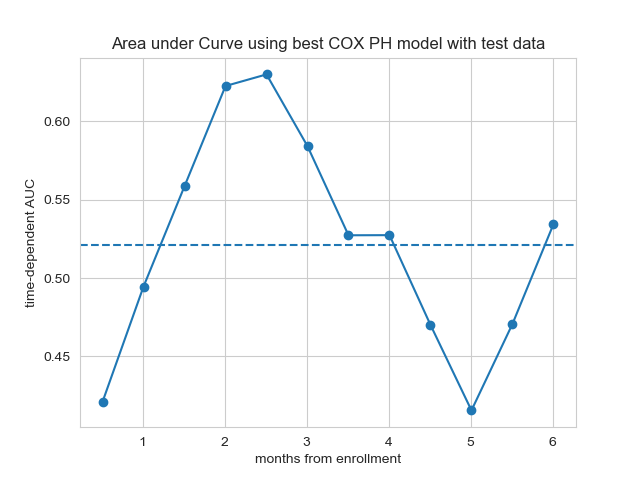 Area under Curve using best COX PH model with test data
time-dependent AUC
0.60
0.55
0.50
0.45
1 2 3 4 5 6
months from enrollment